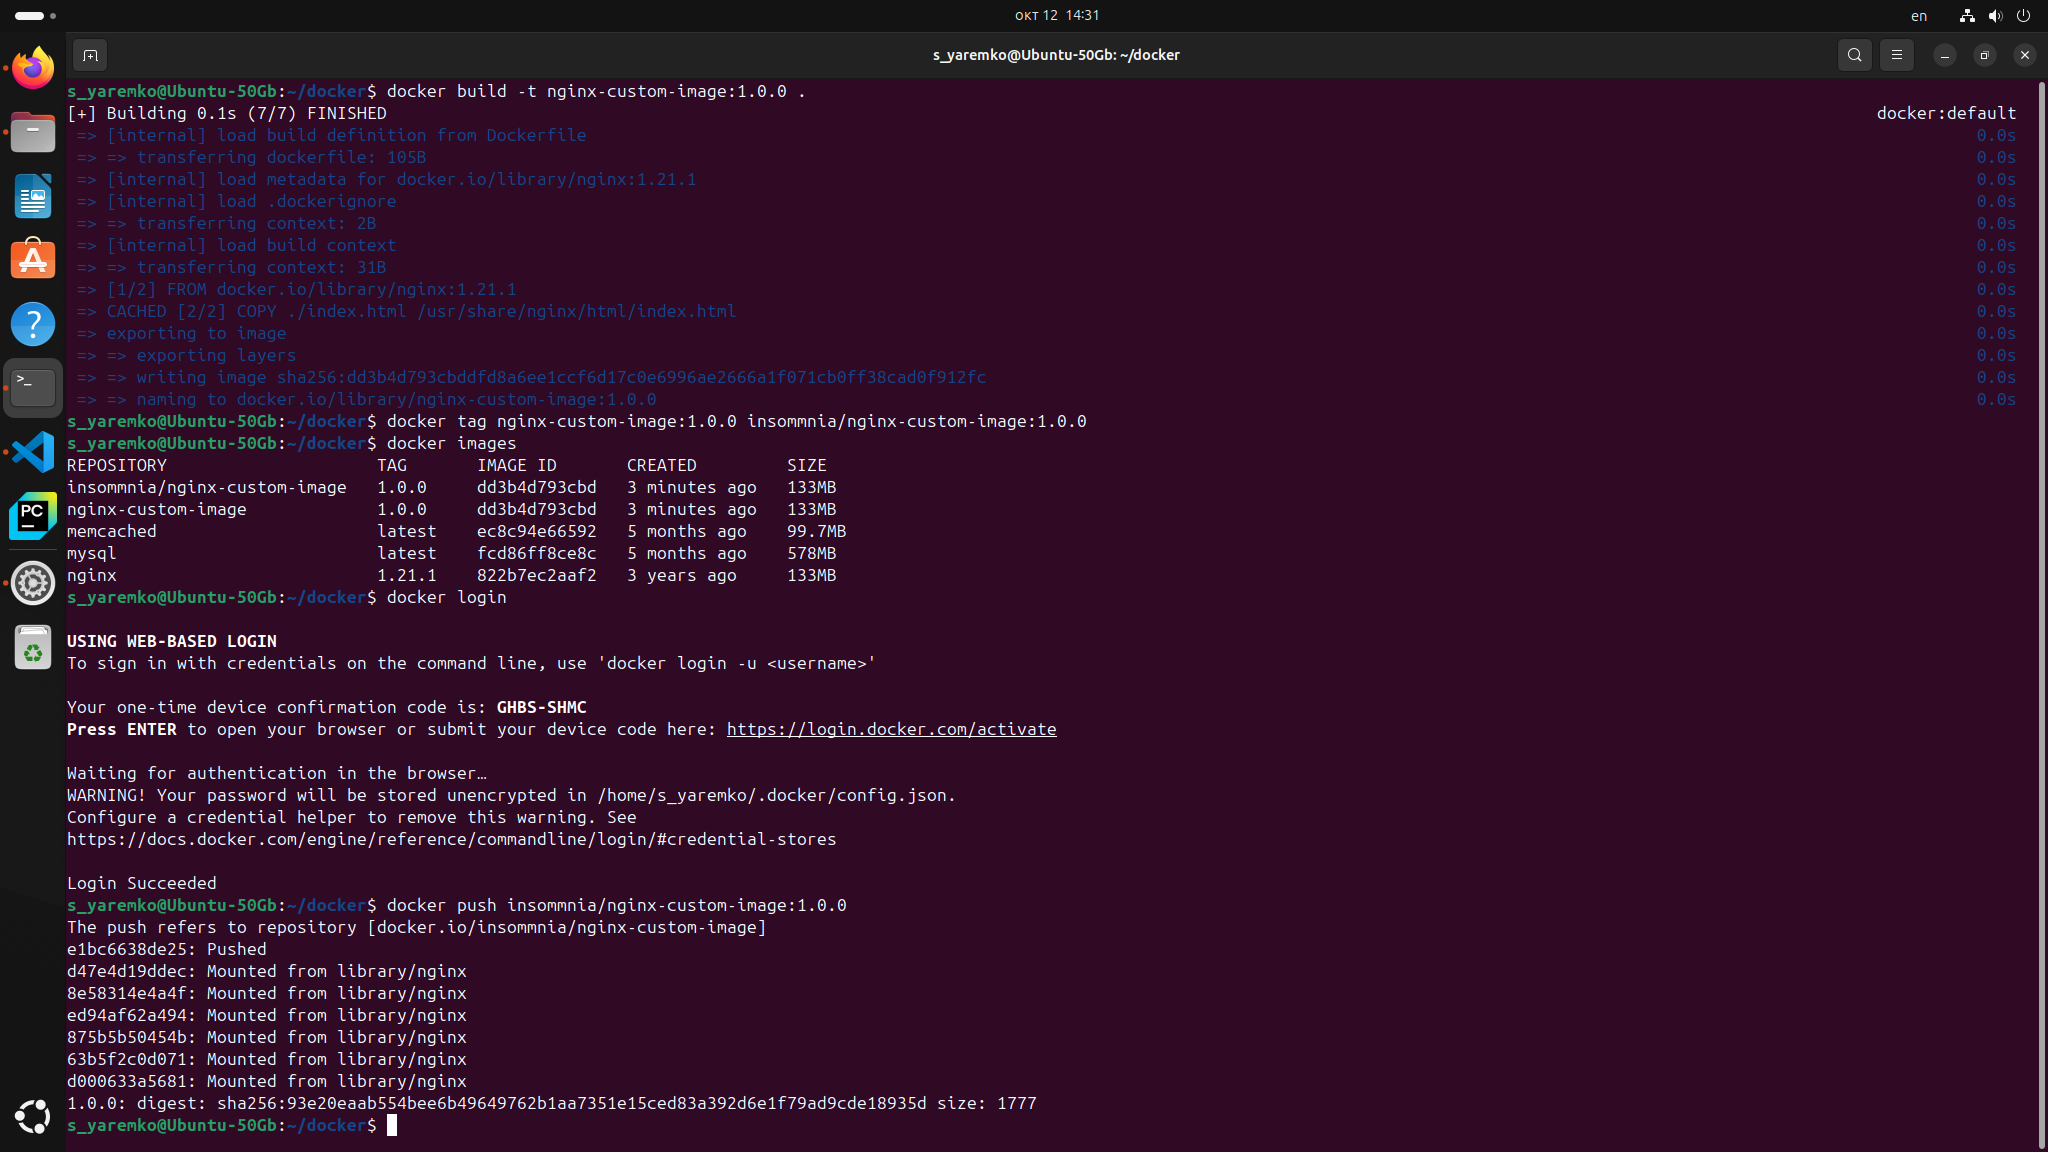 окт 12 14:31
en
s_yaremko@Ubuntu-50Gb: ~/docker
s_yaremko@Ubuntu-50Gb:~/docker$ docker build -t nginx-custom-image:1.0.0 .
[+] Building 0.1s (7/7) FINISHED docker:default
=> [internal] load build definition from Dockerfile 0.0s
=> => transferring dockerfile: 105B 0.0s
=> [internal] load metadata for docker.io/library/nginx:1.21.1 0.0s
=> [internal] load .dockerignore 0.0s
=> => transferring context: 2B 0.0s
=> [internal] load build context 0.0s
=> => transferring context: 31B 0.0s
=> [1/2] FROM docker.io/library/nginx:1.21.1 0.0s
=> CACHED [2/2] COPY ./index.html /usr/share/nginx/html/index.html 0.0s
=> exporting to image 0.0s
=> => exporting layers 0.0s
=> => writing image sha256:dd3b4d793cbddfd8a6ee1ccf6d17c0e6996ae2666a1f071cb0ff38cad0f912fc 0.0s
=> => naming to docker.io/library/nginx-custom-image:1.0.0 0.0s
s_yaremko@Ubuntu-50Gb:~/docker$ docker tag nginx-custom-image:1.0.0 insommnia/nginx-custom-image:1.0.0
s_yaremko@Ubuntu-50Gb:~/docker$ docker images
REPOSITORY TAG IMAGE ID CREATED SIZE
insommnia/nginx-custom-image 1.0.0 dd3b4d793cbd 3 minutes ago 133MB
nginx-custom-image 1.0.0 dd3b4d793cbd 3 minutes ago 133MB
memcached latest ec8c94e66592 5 months ago 99.7MB
mysql latest fcd86ff8ce8c 5 months ago 578MB
nginx 1.21.1 822b7ec2aaf2 3 years ago 133MB
s_yaremko@Ubuntu-50Gb:~/docker$ docker login
USING WEB-BASED LOGIN
To sign in with credentials on the command line, use 'docker login -u <username>'
Your one-time device confirmation code is: GHBS-SHMC
Press ENTER to open your browser or submit your device code here: https://login.docker.com/activate
Waiting for authentication in the browser…
WARNING! Your password will be stored unencrypted in /home/s_yaremko/.docker/config.json.
Configure a credential helper to remove this warning. See
https://docs.docker.com/engine/reference/commandline/login/#credential-stores
Login Succeeded
s_yaremko@Ubuntu-50Gb:~/docker$ docker push insommnia/nginx-custom-image:1.0.0
The push refers to repository [docker.io/insommnia/nginx-custom-image]
e1bc6638de25: Pushed
d47e4d19ddec: Mounted from library/nginx
8e58314e4a4f: Mounted from library/nginx
ed94af62a494: Mounted from library/nginx
875b5b50454b: Mounted from library/nginx
63b5f2c0d071: Mounted from library/nginx
d000633a5681: Mounted from library/nginx
1.0.0: digest: sha256:93e20eaab554bee6b49649762b1aa7351e15ced83a392d6e1f79ad9cde18935d size: 1777
s_yaremko@Ubuntu-50Gb:~/docker$
PC